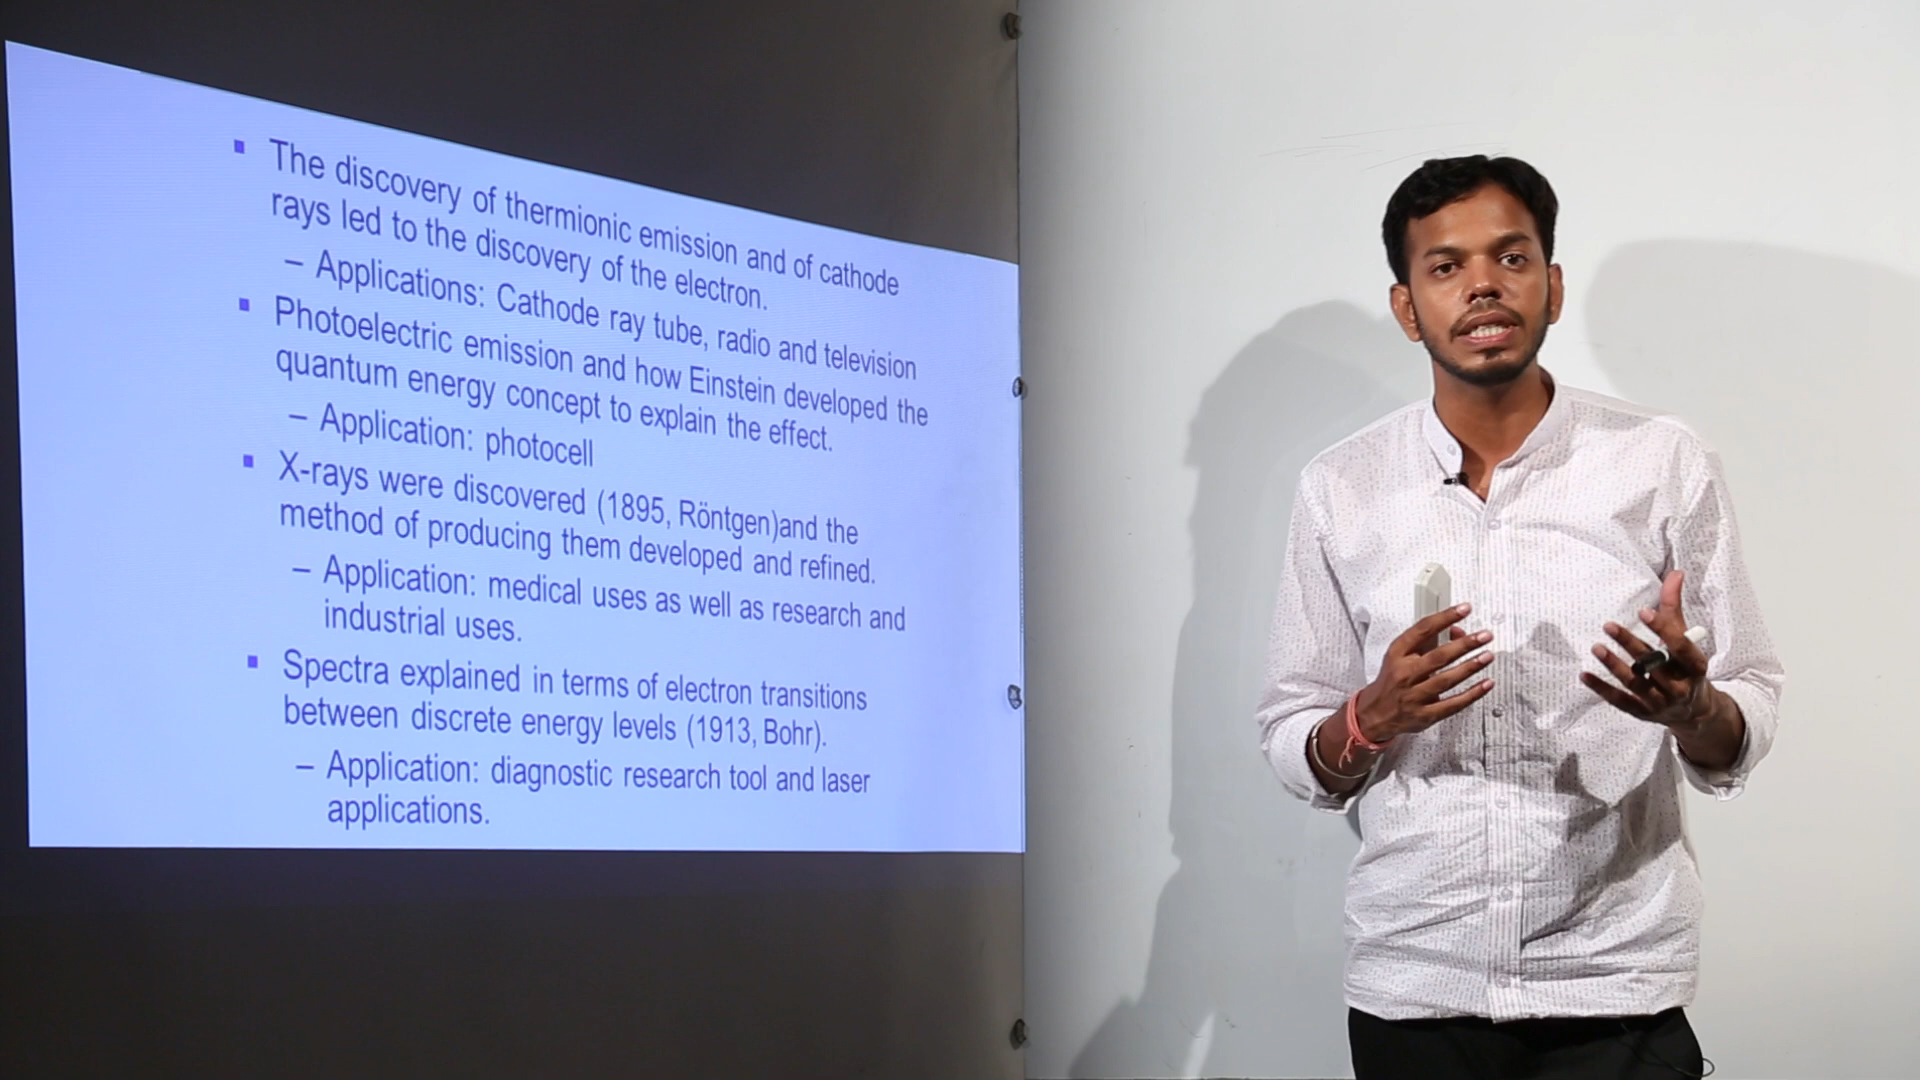 ▪ The discovery of thermionic emission and of cathode
rays led to the discovery of the electron.
– Applications: Cathode ray tube, radio and television
▪ Photoelectric emission and how Einstein developed the
quantum energy concept to explain the effect.
– Application: photocell
▪ X-rays were discovered (1895, Röntgen)and the
method of producing them developed and refined.
– Application: medical uses as well as research and
industrial uses.
▪ Spectra explained in terms of electron transitions
between discrete energy levels (1913, Bohr).
– Application: diagnostic research tool and laser
applications.